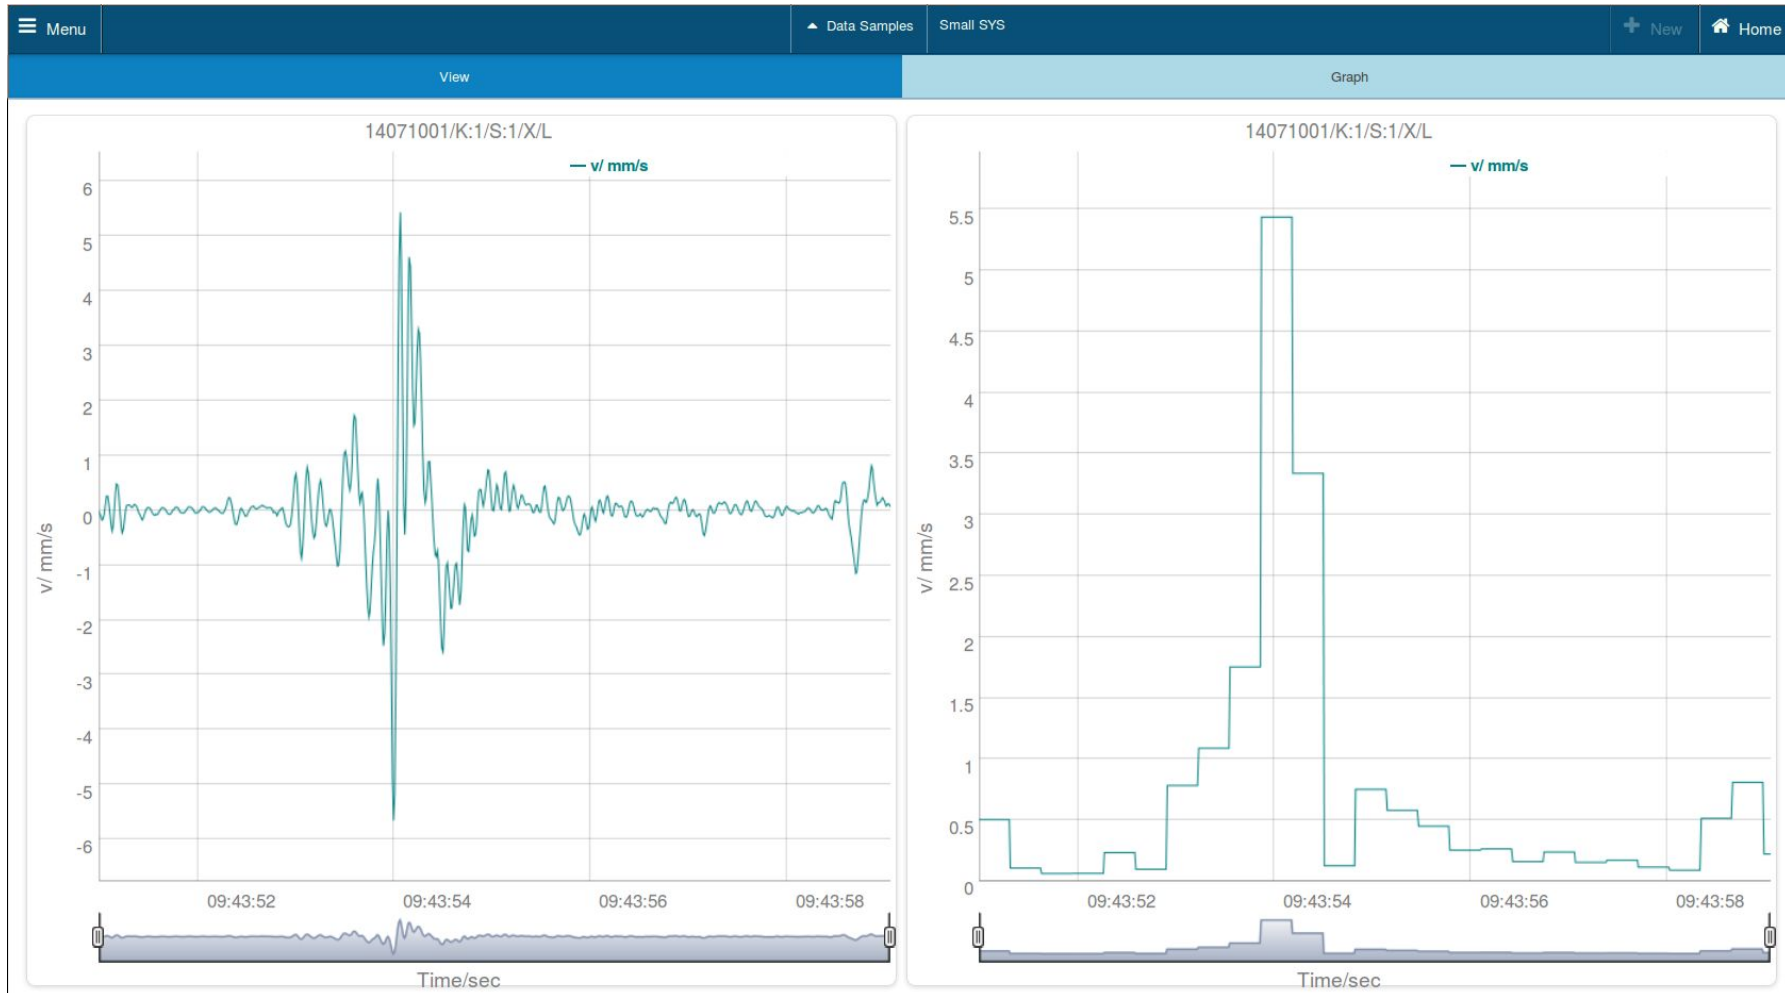 Menu
Data Samples
Small SYS
New
Home
View
Graph
14071001/K:1/S:1/X/L
v/ mm/s
6
5
4
3
2
1
0
-1
-2
-3
-4
-5
-6
v/ mm/s
09:43:52 09:43:54 09:43:56 09:43:58
Time/sec
14071001/K:1/S:1/X/L
v/ mm/s
5.5
5
4.5
4
3.5
3
2.5
2
1.5
1
0.5
0
v/ mm/s
09:43:52 09:43:54 09:43:56 09:43:58
Time/sec